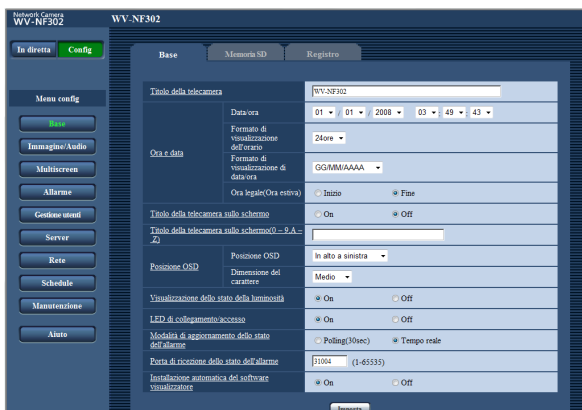 Network Camera
WV-NF302
WV-NF302
In diretta Config
Base Memoria SD Registro
Menu config
Base
Immagine/Audio
Multiscreen
Allarme
Gestione utenti
Server
Rete
Schedule
Manutenzione
Aiuto
Titolo della telecamera WV-NF302
Ora e data
Data/ora 01 / 01 / 2008 03 : 49 : 43
Formato di
visualizzazione
dell'orario
24ore
Formato di
visualizzazione di
data/ora
GG/MM/AAAA
Ora legale(Ora estiva) Inizio Fine
Titolo della telecamera sullo schermo On Off
Titolo della telecamera sullo schermo(0 – 9,A –
Z)
Posizione OSD
Posizione OSD In alto a sinistra
Dimensione del
carattere
Medio
Visualizzazione dello stato della luminosità On Off
LED di collegamento/
accesso
On Off
Modalità di aggiornamento dello stato
dell'allarme
Polling(30sec) Tempo reale
Porta di ricezione dello stato dell'allarme 31004 (1-65535)
Installazione automatica del software
visualizzatore
On Off
Imposta